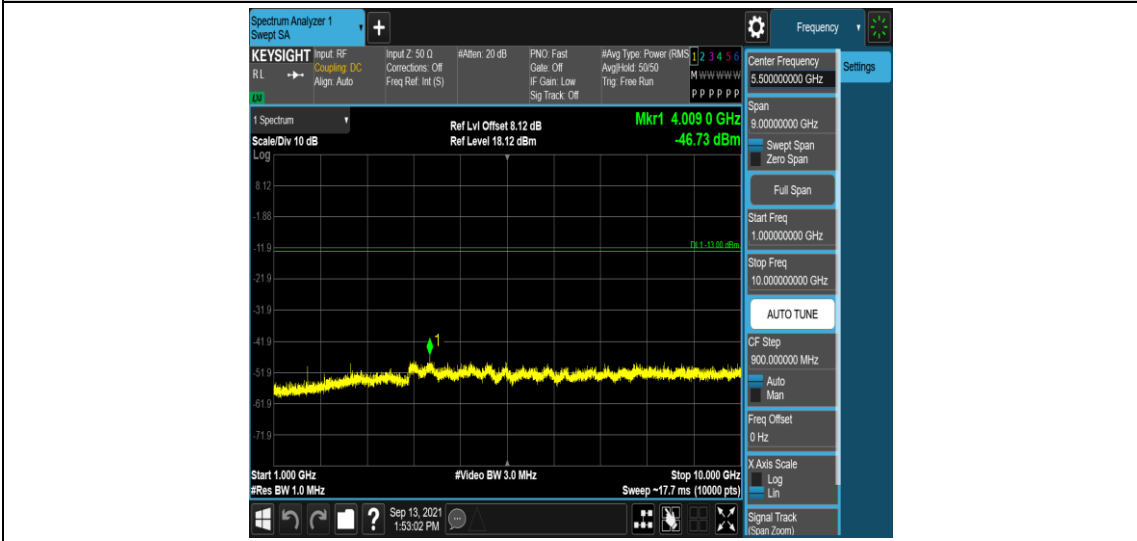 Spectrum Analyzer 1
Swept SA
+
Frequency
KEYSIGHT
RL
LM
Input: RF
Coupling: DC
Align: Auto
Input Z: 50 Ω
Corrections: Off
Freq Ref: Int (S)
#Atten: 20 dB
PNO: Fast
Gate: Off
IF Gain: Low
Sig Track: Off
#Avg Type: Power (RMS
Avg|Hold: 50/50
Trig: Free Run
1 2 3 4 5 6
M W W W W W
P P P P P P
1 Spectrum
Scale/Div 10 dB
Log
Ref Lvl Offset 8.12 dB
Ref Level 18.12 dBm
Mkr1 4.009 0 GHz
-46.73 dBm
8.12
-1.88
-11.9
DL1 -13.00 dBm
-21.9
-31.9
-41.9
1
-51.9
-61.9
-71.9
Start 1.000 GHz
#Res BW 1.0 MHz
#Video BW 3.0 MHz
Stop 10.000 GHz
Sweep ~17.7 ms (10000 pts)
?
Sep 13, 2021
1:53:02 PM
Center Frequency
5.500000000 GHz
Settings
Span
9.00000000 GHz
Swept Span
Zero Span
Full Span
Start Freq
1.000000000 GHz
Stop Freq
10.000000000 GHz
AUTO TUNE
CF Step
900.000000 MHz
Auto
Man
Freq Offset
0 Hz
X Axis Scale
Log
Lin
Signal Track
(Span Zoom)